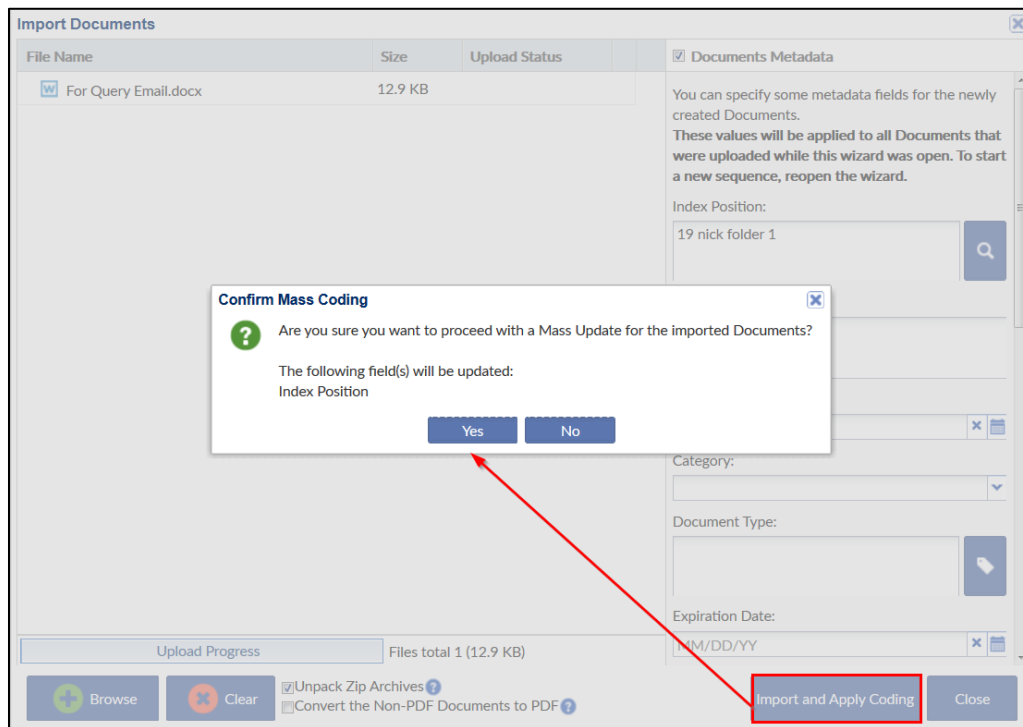 Import Documents
File Name Size Upload Status
For Query Email.docx 12.9 KB
Documents Metadata
You can specify some metadata fields for the newly
created Documents.
These values will be applied to all Documents that
were uploaded while this wizard was open. To start
a new sequence, reopen the wizard.
Index Position:
19 nick folder 1
Confirm Mass Coding
Are you sure you want to proceed with a Mass Update for the imported Documents?
The following field(s) will be updated:
Index Position
Yes No
Category:
Document Type:
Expiration Date:
MM/DD/YY
Upload Progress Files total 1 (12.9 KB)
Browse Clear
Unpack Zip Archives
Convert the Non-PDF Documents to PDF
Import and Apply Coding Close